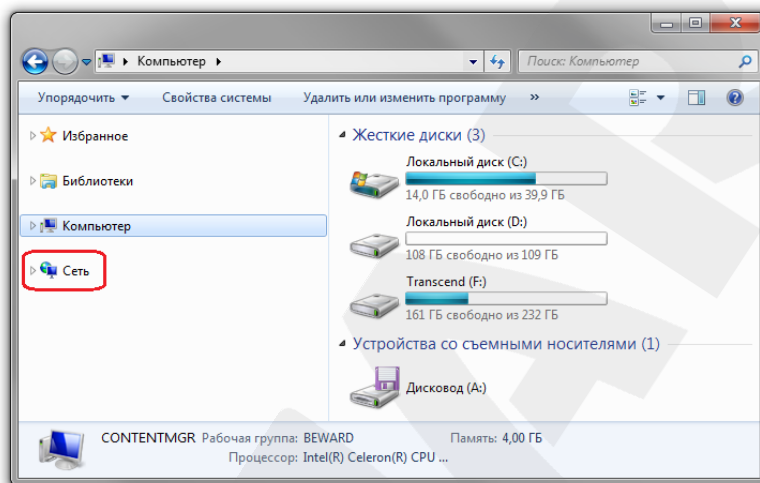 Компьютер
Поиск: Компьютер
Упорядочить Свойства системы Удалить или изменить программу »
Избранное
Библиотеки
Компьютер
Сеть
Жесткие диски (3)
Локальный диск (C:)
14,0 ГБ свободно из 39,9 ГБ
Локальный диск (D:)
108 ГБ свободно из 109 ГБ
Transcend (F:)
161 ГБ свободно из 232 ГБ
Устройства со съемными носителями (1)
Дисковод (A:)
CONTENTMGR Рабочая группа: BEWARD Память: 4,00 ГБ
Процессор: Intel(R) Celeron(R) CPU ...